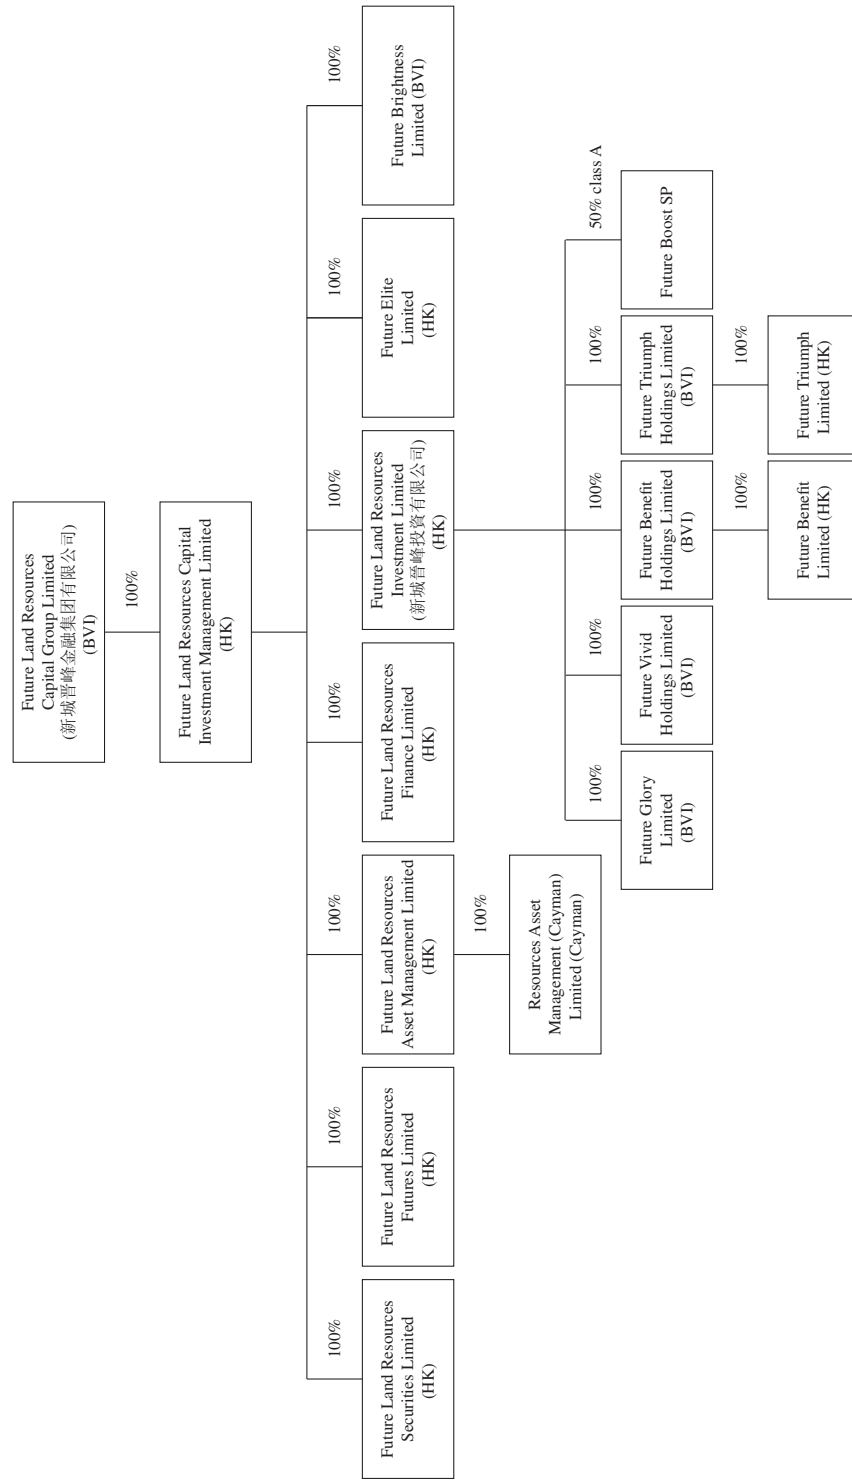 Future Land Resources
Capital Group Limited
(新城晋峰金融集团有限公司)
(BVI)
100%
Future Land Resources Capital
Investment Management Limited
(HK)
100%
100%
100%
100%
100%
100%
100%
Future Land Resources
Securities Limited
(HK)
Future Land Resources
Futures Limited
(HK)
Future Land Resources
Asset Management Limited
(HK)
Future Land Resources
Finance Limited
(HK)
Future Land Resources
Investment Limited
(新城晉峰投資有限公司)
(HK)
Future Elite
Limited
(HK)
Future Brightness
Limited (BVI)
100%
Resources Asset
Management (Cayman)
Limited (Cayman)
100%
100%
100%
100%
50% class A
Future Glory
Limited
(BVI)
Future Vivid
Holdings Limited
(BVI)
Future Benefit
Holdings Limited
(BVI)
Future Triumph
Holdings Limited
(BVI)
Future Boost SP
100%
100%
Future Benefit
Limited (HK)
Future Triumph
Limited (HK)